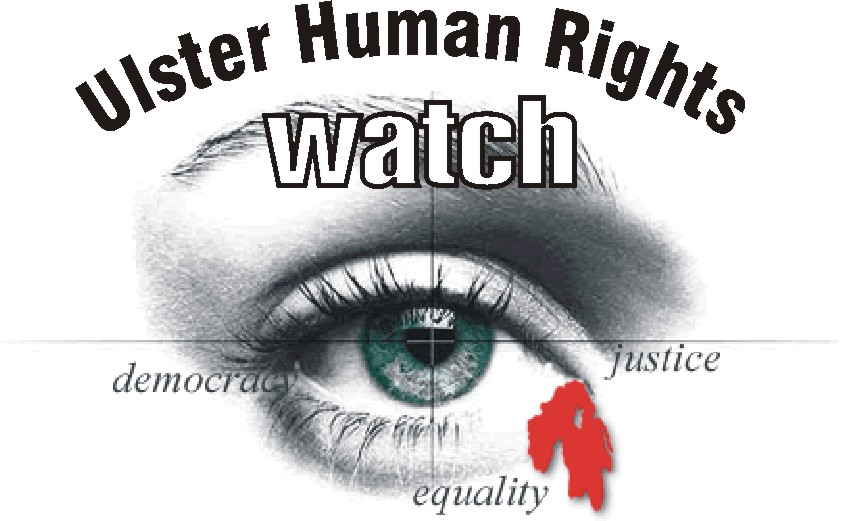 Ulster Human Rights
watch
justice
democracy
equality